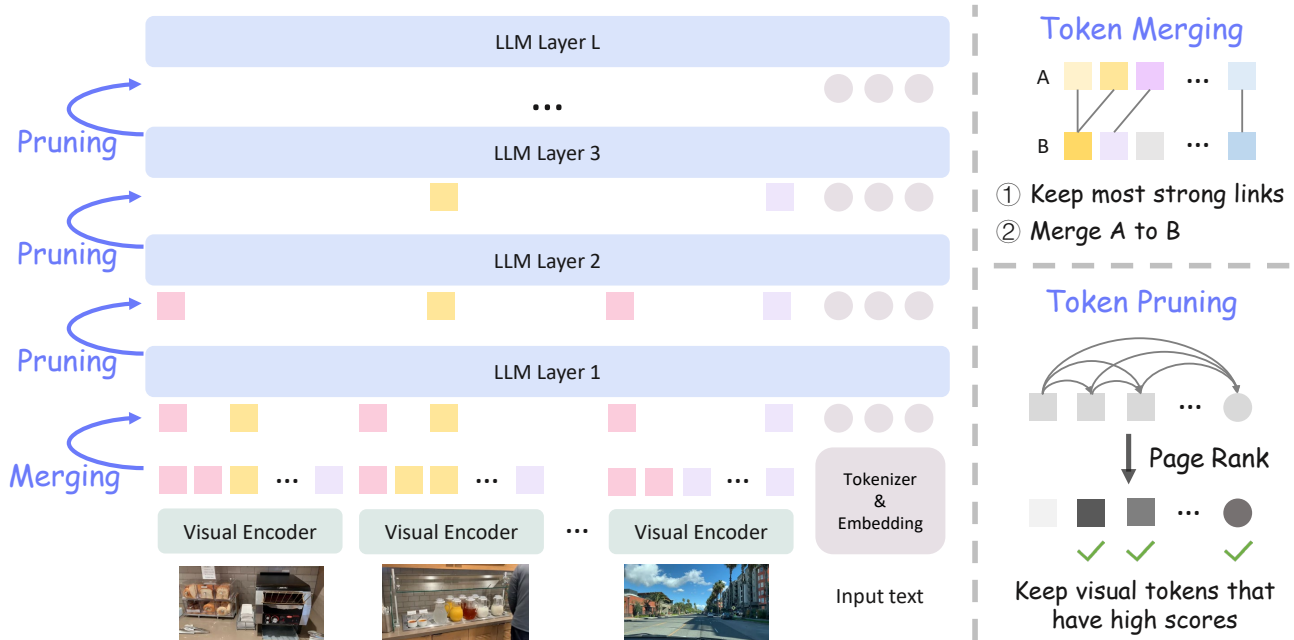 LLM Layer L
...
Pruning
LLM Layer 3
Pruning
LLM Layer 2
Pruning
LLM Layer 1
Merging
...
...
...
Visual Encoder
Visual Encoder
...
Visual Encoder
Tokenizer
&
Embedding
Input text
Token Merging
A
...
B
...
① Keep most strong links
② Merge A to B
Token Pruning
...
Page Rank
...
Keep visual tokens that
have high scores